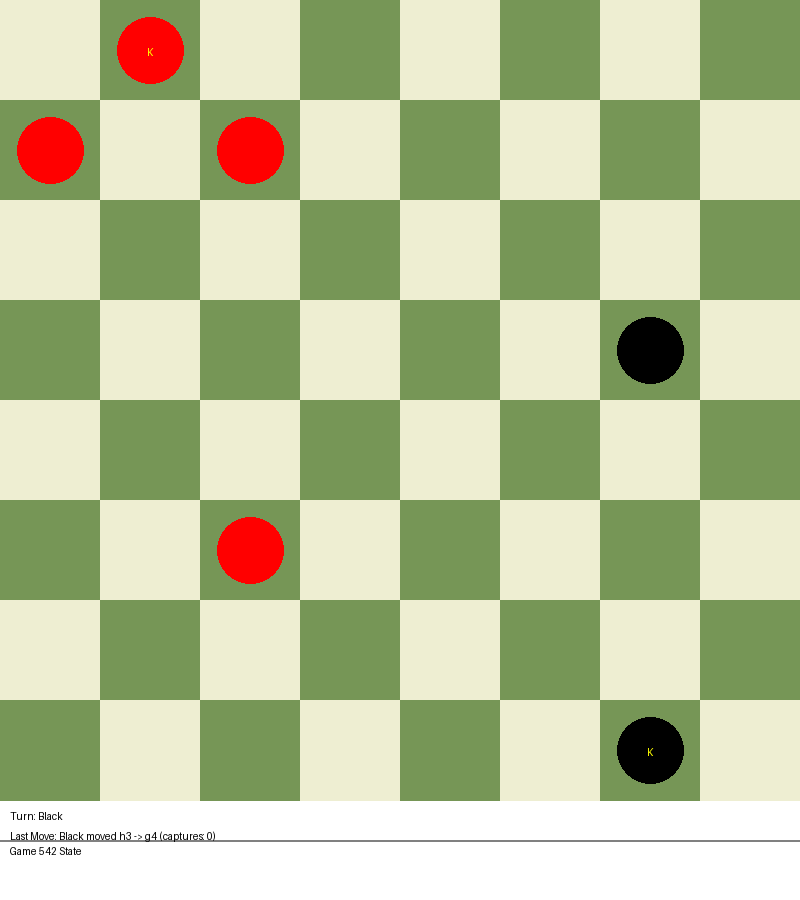 K
K
Turn: Black
Last Move: Black moved h3 -> g4 (captures: 0)
Game 542 State